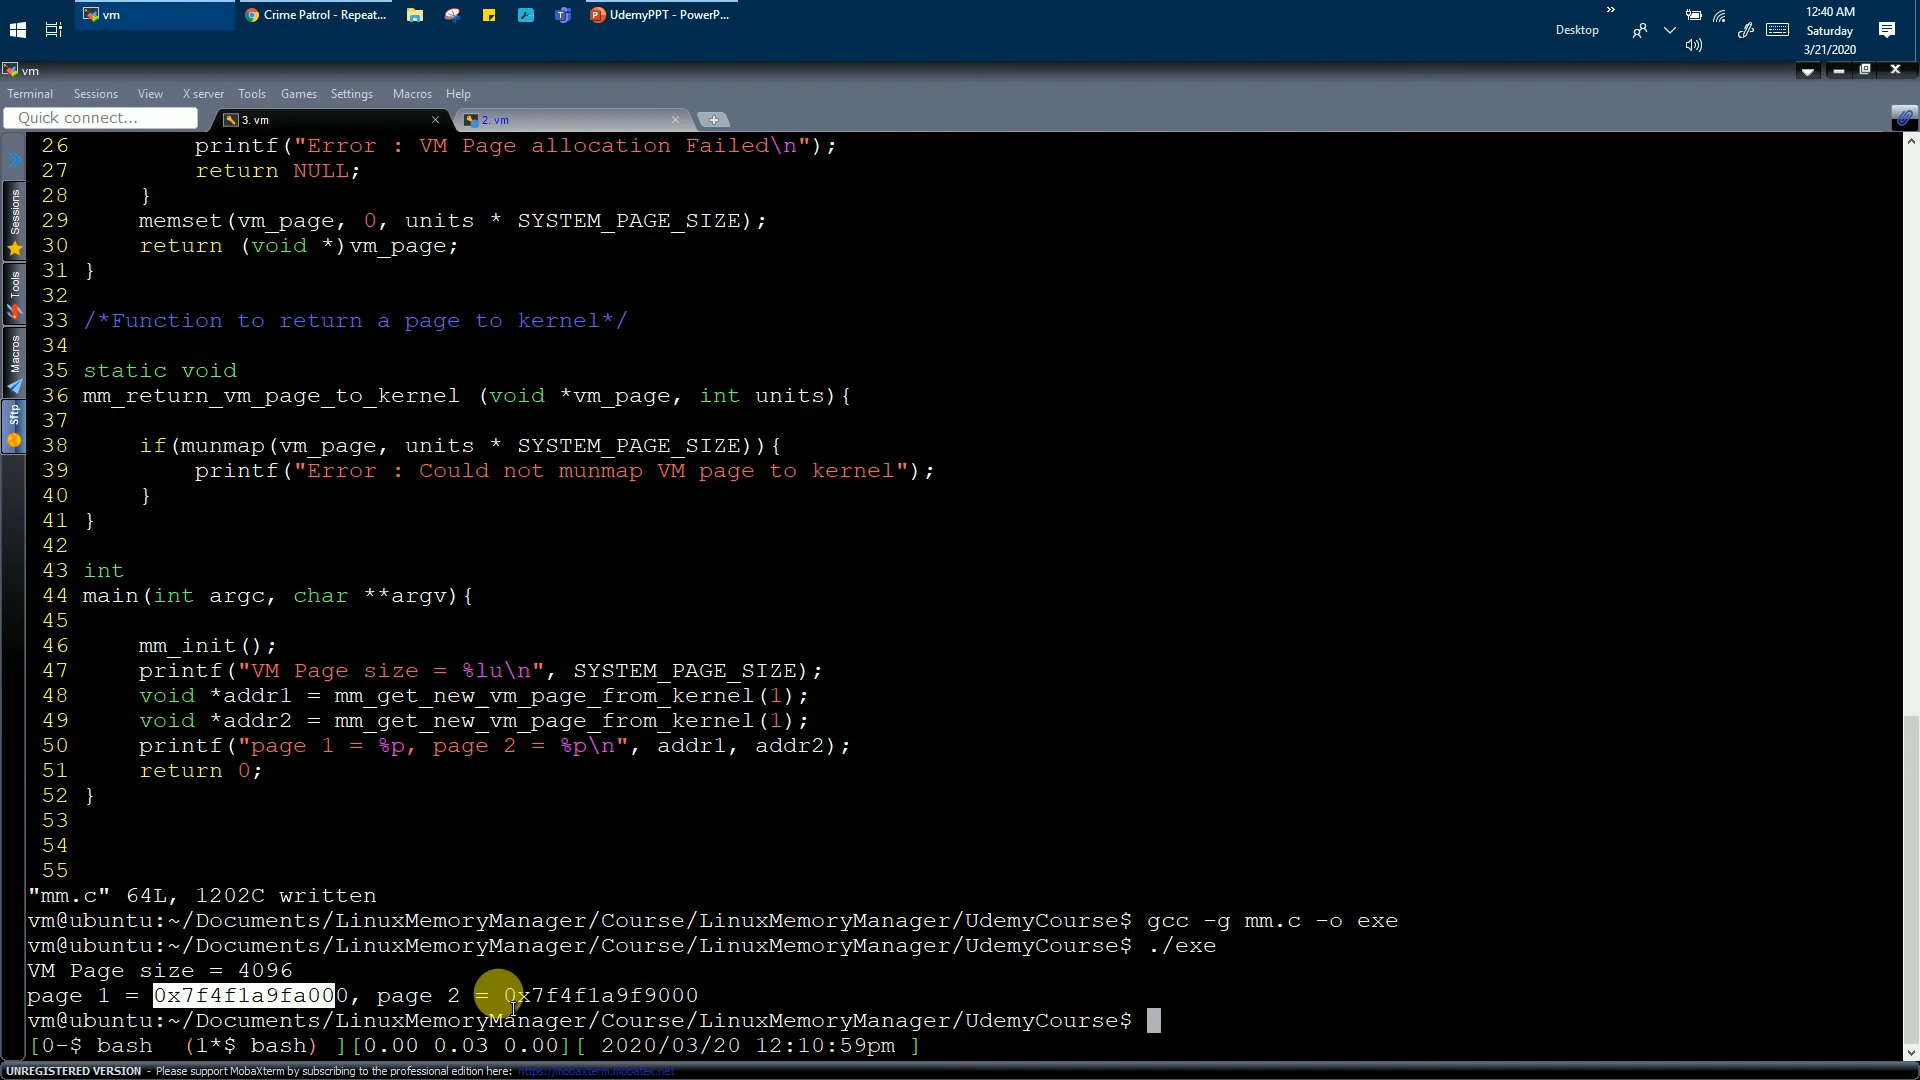 vm
Crime Patrol - Repeat...
UdemyPPT - PowerP...
Desktop
12:40 AM
Saturday
3/21/2020
vm
Terminal Sessions View X server Tools Games Settings Macros Help
Quick connect...
3. vm
2. vm
Sessions
Tools
Macros
Sftp
26 printf("Error : VM Page allocation Failed\n");
27 return NULL;
28 }
29 memset(vm_page, 0, units * SYSTEM_PAGE_SIZE);
30 return (void *)vm_page;
31 }
32
33 /*Function to return a page to kernel*/
34
35 static void
36 mm_return_vm_page_to_kernel (void *vm_page, int units){
37
38 if(munmap(vm_page, units * SYSTEM_PAGE_SIZE)){
39 printf("Error : Could not munmap VM page to kernel");
40 }
41 }
42
43 int
44 main(int argc, char **argv){
45
46 mm_init();
47 printf("VM Page size = %lu\n", SYSTEM_PAGE_SIZE);
48 void *addr1 = mm_get_new_vm_page_from_kernel(1);
49 void *addr2 = mm_get_new_vm_page_from_kernel(1);
50 printf("page 1 = %p, page 2 = %p\n", addr1, addr2);
51 return 0;
52 }
53
54
55
"mm.c" 64L, 1202C written
vm@ubuntu:~/Documents/LinuxMemoryManager/Course/LinuxMemoryManager/UdemyCourse$ gcc -g mm.c -o exe
vm@ubuntu:~/Documents/LinuxMemoryManager/Course/LinuxMemoryManager/UdemyCourse$ ./exe
VM Page size = 4096
page 1 = 0x7f4f1a9fa000, page 2 = 0x7f4f1a9f9000
vm@ubuntu:~/Documents/LinuxMemoryManager/Course/LinuxMemoryManager/UdemyCourse$
[0-$ bash (1*$ bash) ][0.00 0.03 0.00][ 2020/03/20 12:10:59pm ]
UNREGISTERED VERSION - Please support MobaXterm by subscribing to the professional edition here: https://mobaxterm.mobatek.net